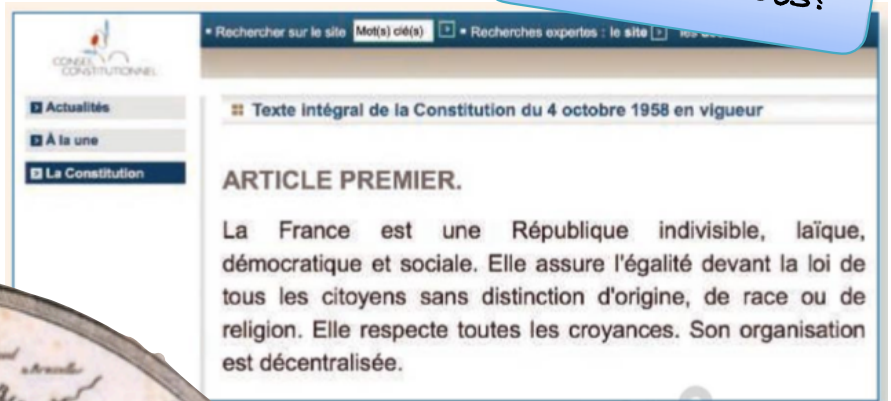 Rechercher sur le site Mot(s) clé(s) Recherches expertes : le site
CONSEIL
CONSTITUTIONNEL
Actualités
À la une
La Constitution
Texte intégral de la Constitution du 4 octobre 1958 en vigueur
ARTICLE PREMIER.
La France est une République indivisible, laïque,
démocratique et sociale. Elle assure l'égalité devant la loi de
tous les citoyens sans distinction d'origine, de race ou de
religion. Elle respecte toutes les croyances. Son organisation
est décentralisée.